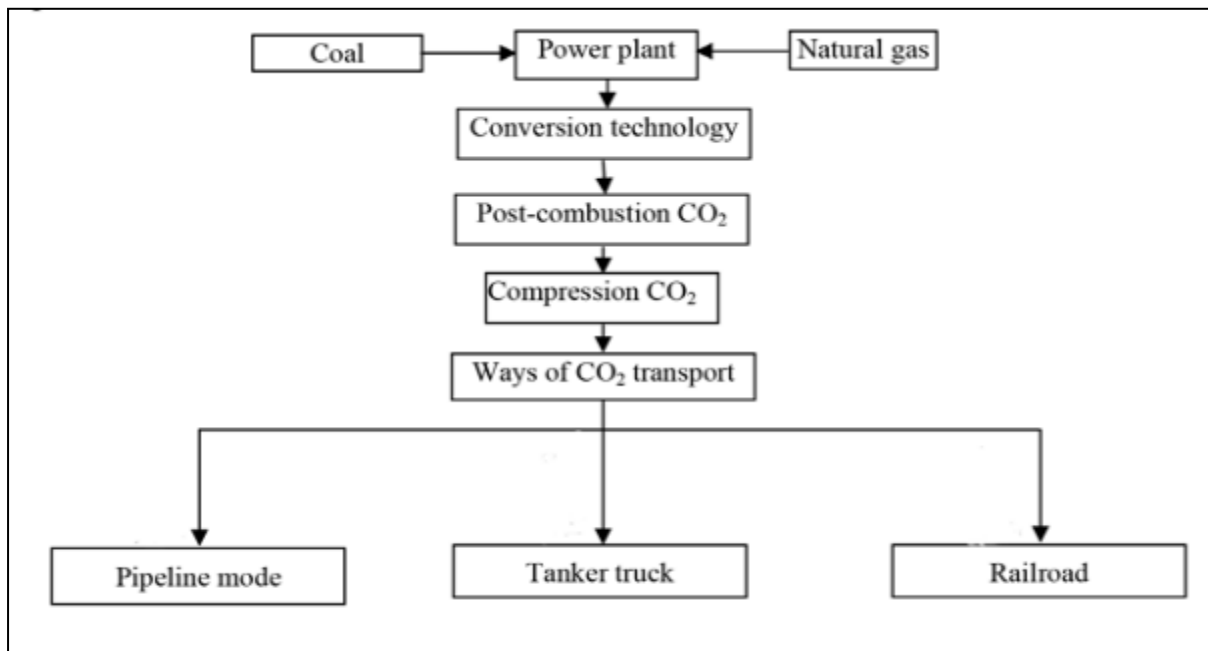 Coal
Power plant
Natural gas
Conversion technology
Post-combustion CO₂
Compression CO₂
Ways of CO₂ transport
Pipeline mode
Tanker truck
Railroad